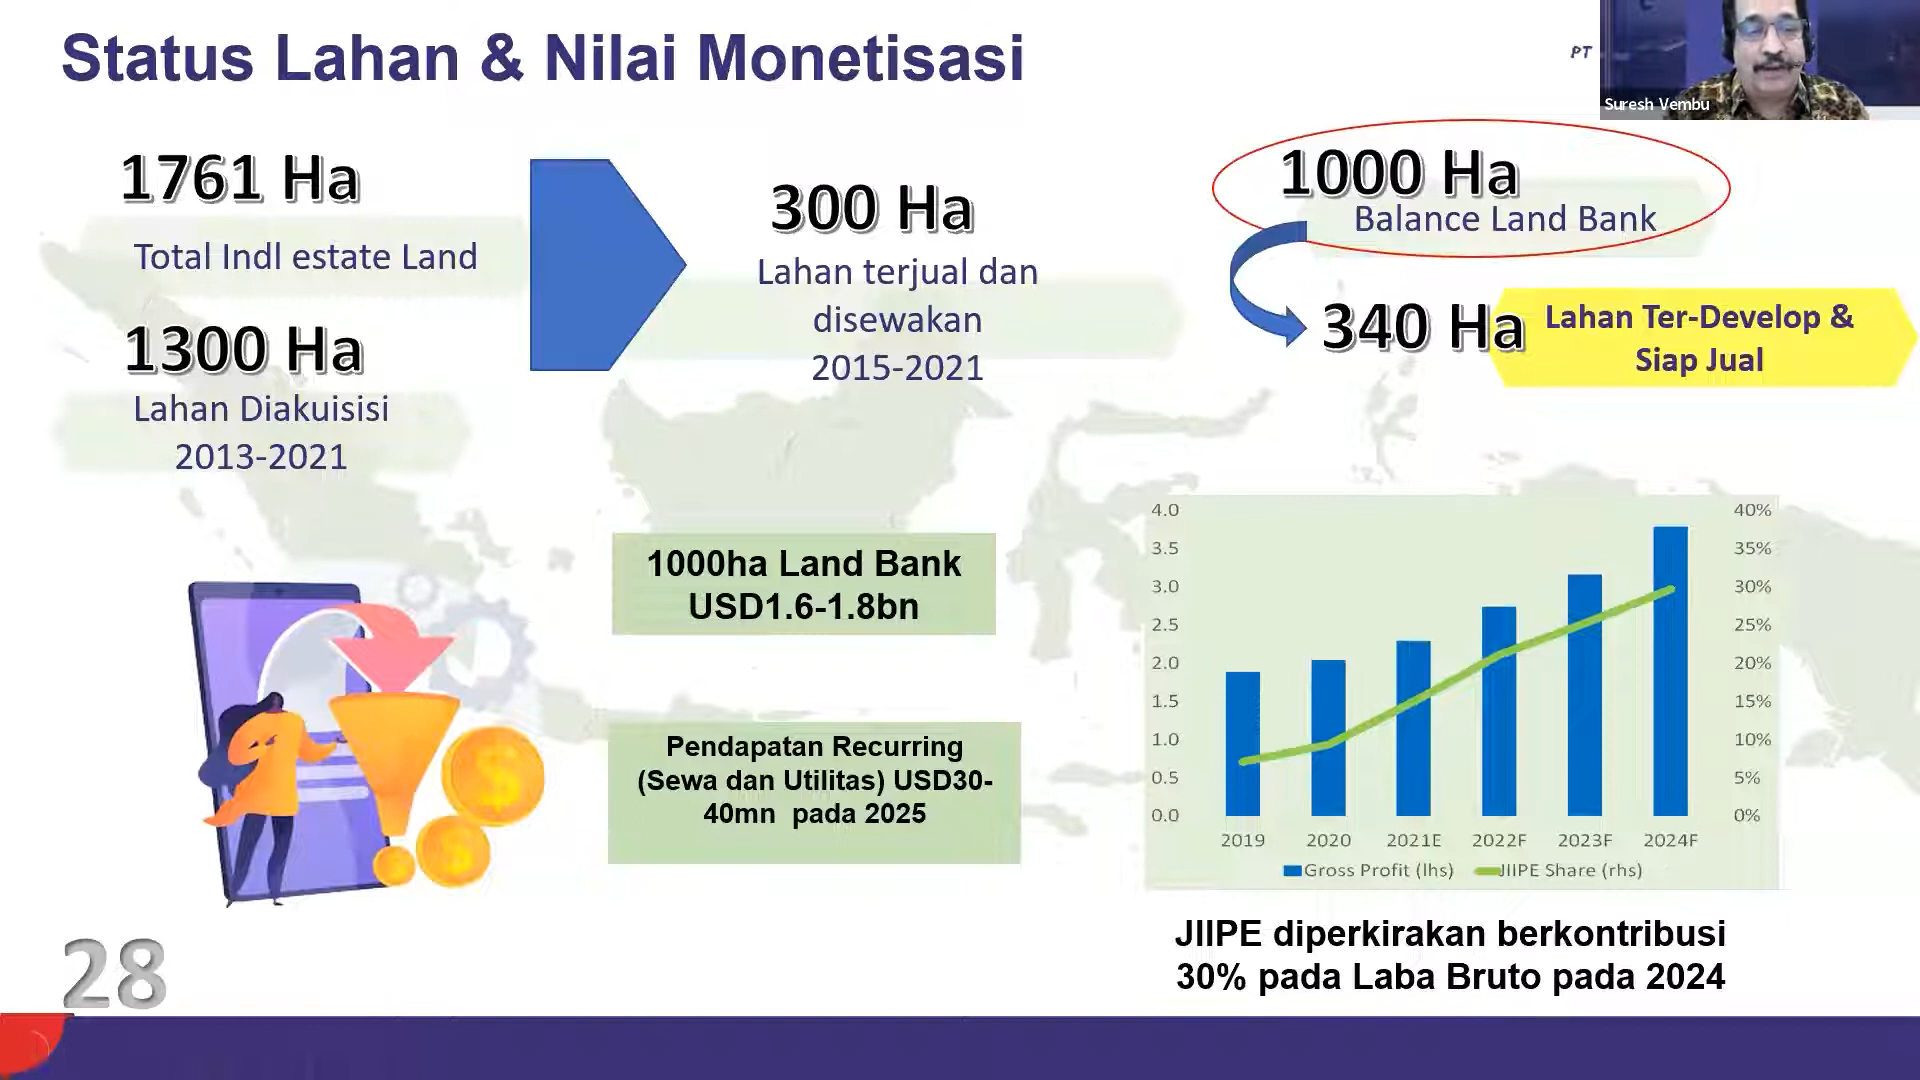 Status Lahan & Nilai Monetisasi
PT
Suresh Vembu
1761 Ha
Total Indl estate Land
1300 Ha
Lahan Diakuisisi
2013-2021
300 Ha
Lahan terjual dan
disewakan
2015-2021
1000 Ha
Balance Land Bank
340 Ha
Lahan Ter-Develop &
Siap Jual
1000ha Land Bank
USD1.6-1.8bn
Pendapatan Recurring
(Sewa dan Utilitas) USD30-
40mn pada 2025
4.0
3.5
3.0
2.5
2.0
1.5
1.0
0.5
0.0
40%
35%
30%
25%
20%
15%
10%
5%
0%
2019 2020 2021E 2022F 2023F 2024F
Gross Profit (lhs) JIIPE Share (rhs)
JIIPE diperkirakan berkontribusi
30% pada Laba Bruto pada 2024
28